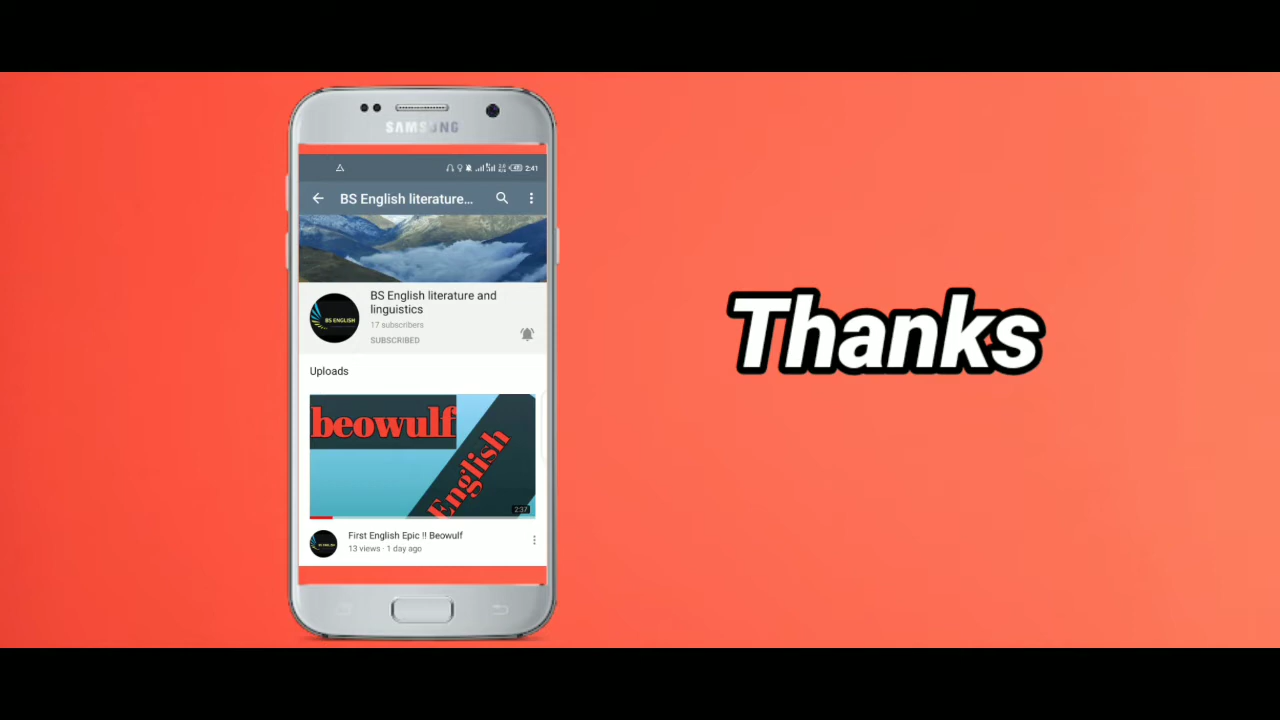 SAMSUNG
2:41
BS English literature...
BS ENGLISH
BS English literature and
linguistics
17 subscribers
SUBSCRIBED
Uploads
beowulf
English
2:37
First English Epic !! Beowulf
13 views · 1 day ago
Thanks